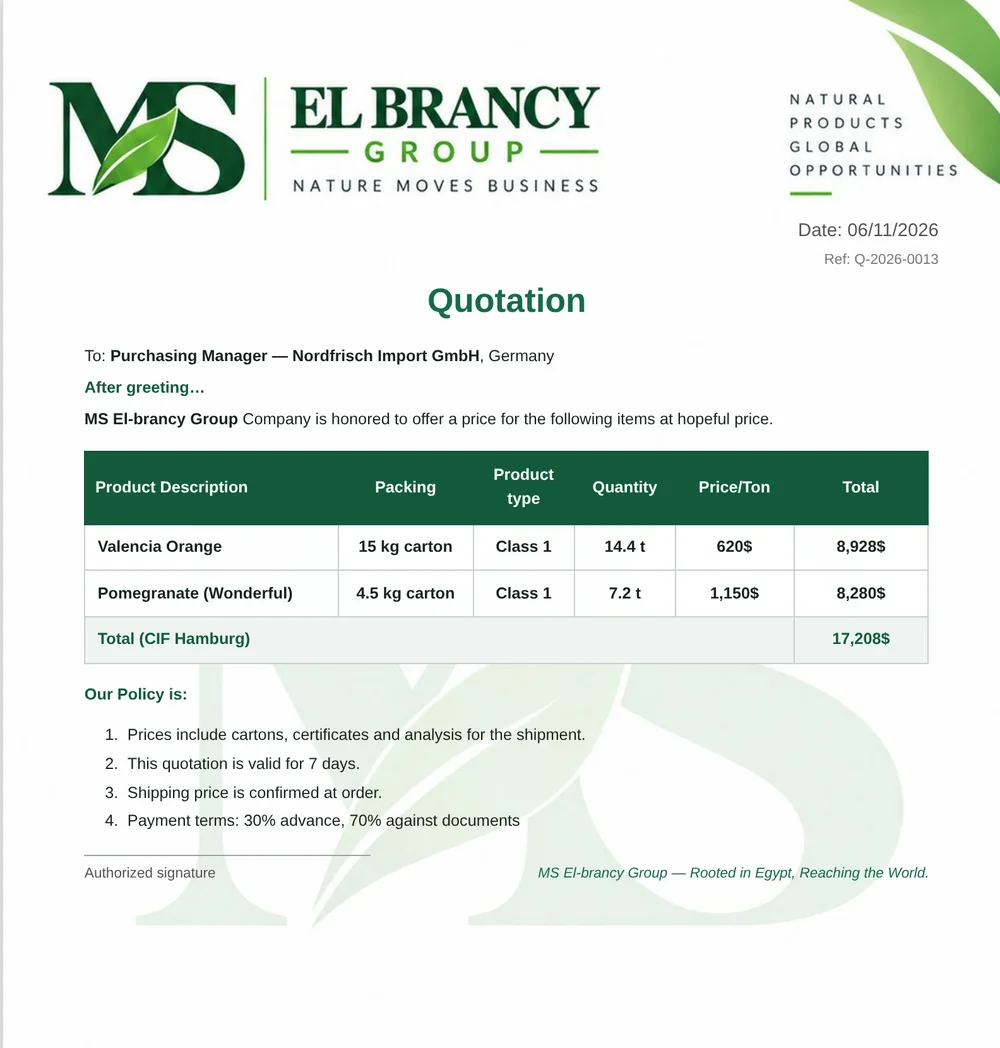 MS
EL BRANCY
GROUP
NATURE MOVES BUSINESS
NATURAL
PRODUCTS
GLOBAL
OPPORTUNITIES
Date: 06/11/2026
Ref: Q-2026-0013
Quotation
To: Purchasing Manager — Nordfrisch Import GmbH, Germany
After greeting…
MS El-brancy Group Company is honored to offer a price for the following items at hopeful price.
Product Description Packing Product type Quantity Price/Ton Total
Valencia Orange 15 kg carton Class 1 14.4 t 620$ 8,928$
Pomegranate (Wonderful) 4.5 kg carton Class 1 7.2 t 1,150$ 8,280$
Total (CIF Hamburg) 17,208$
Our Policy is:
1. Prices include cartons, certificates and analysis for the shipment.
2. This quotation is valid for 7 days.
3. Shipping price is confirmed at order.
4. Payment terms: 30% advance, 70% against documents
Authorized signature
MS El-brancy Group — Rooted in Egypt, Reaching the World.
MS